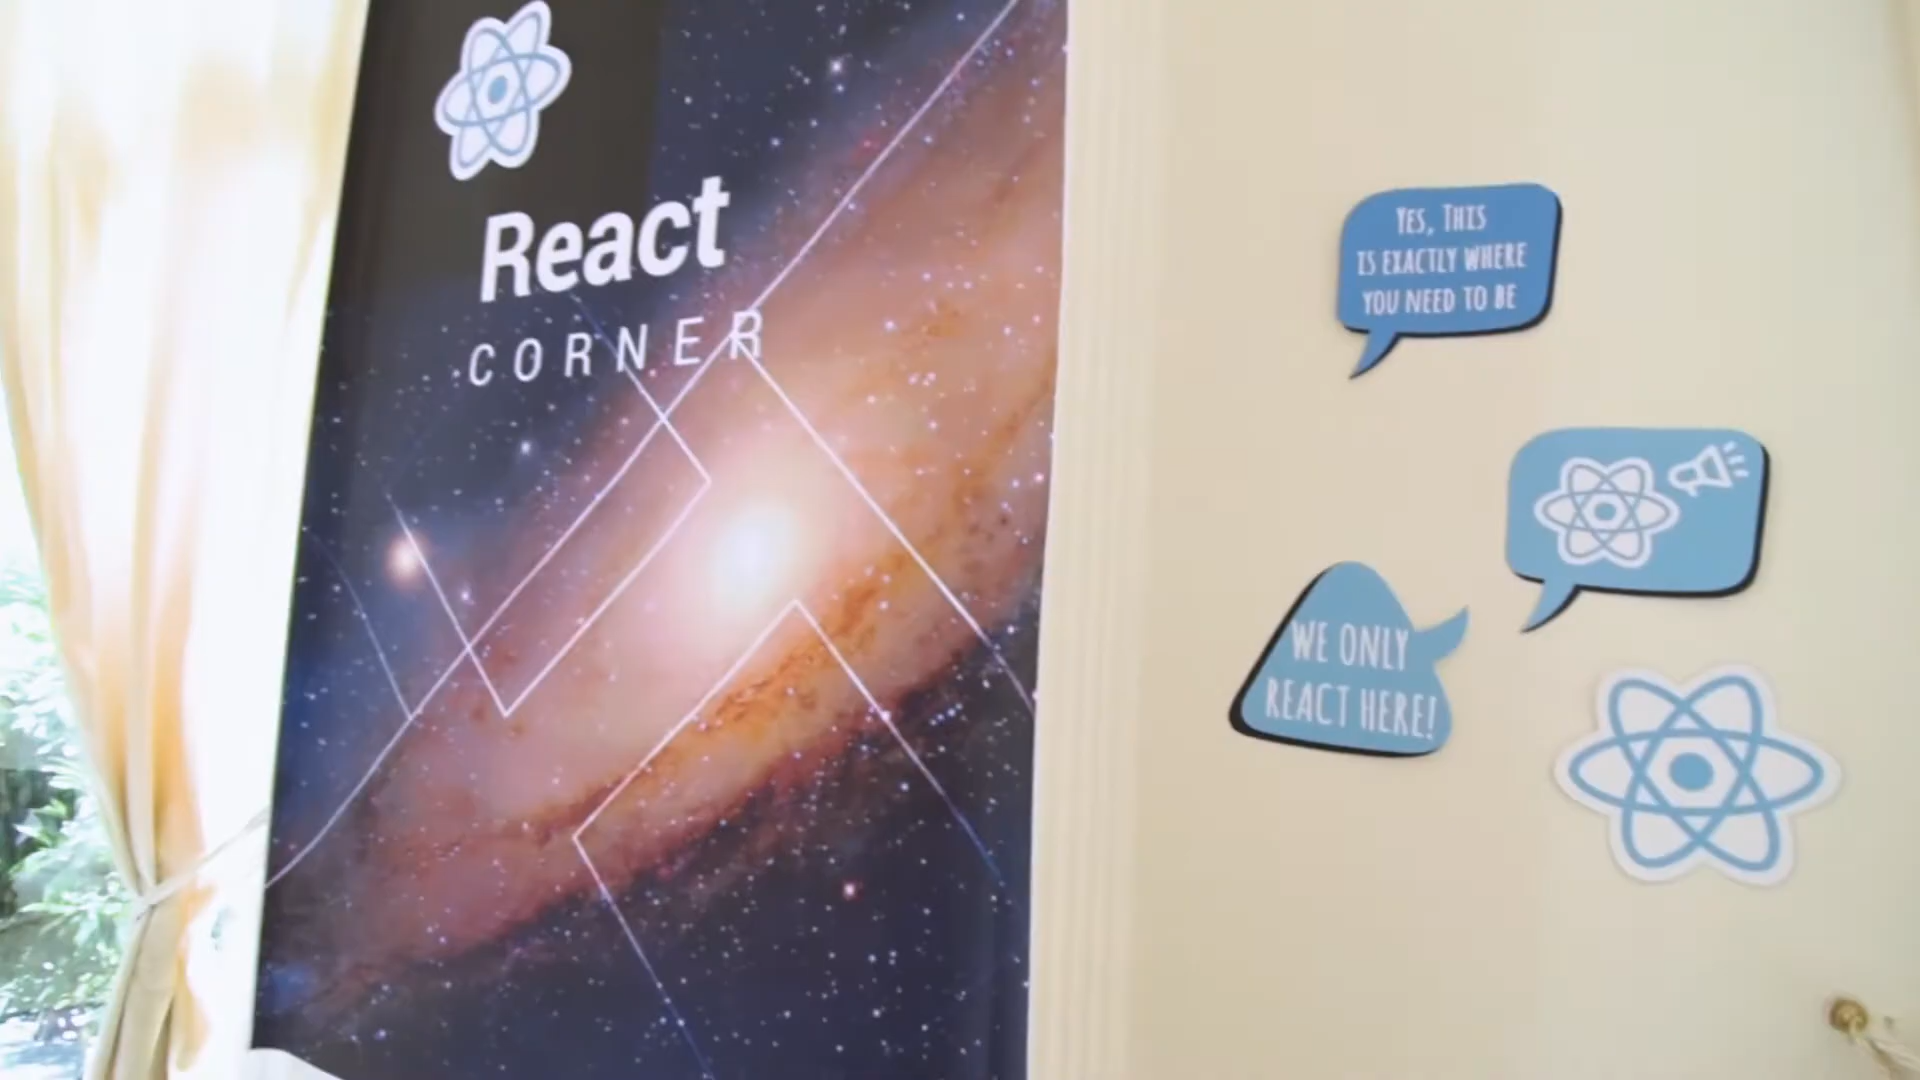 React
CORNER
YES, THIS
IS EXACTLY WHERE
YOU NEED TO BE
WE ONLY
REACT HERE!